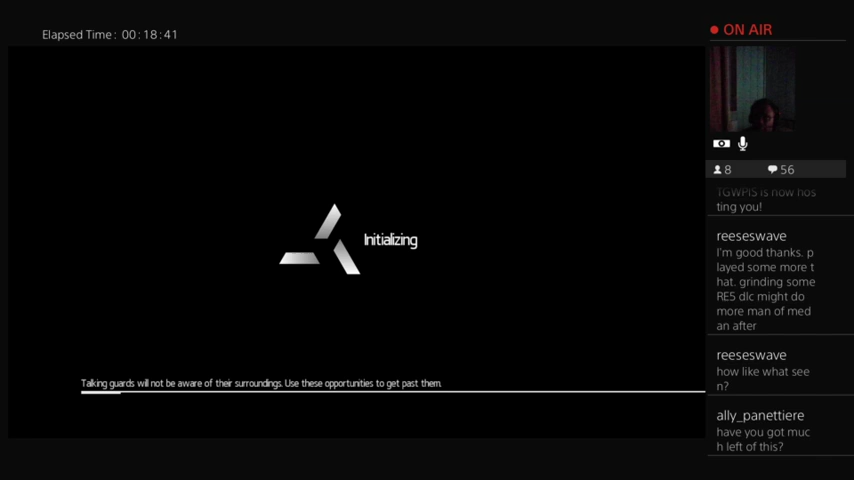 Elapsed Time : 00:18:41
ON AIR
8 56
TGWPIS is now hos
ting you!
reeseswave
I'm good thanks. p
layed some more t
hat. grinding some
RE5 dlc might do
more man of med
an after
reeseswave
how like what see
n?
ally_panettiere
have you got muc
h left of this?
Initializing
Talking guards will not be aware of their surroundings. Use these opportunities to get past them.